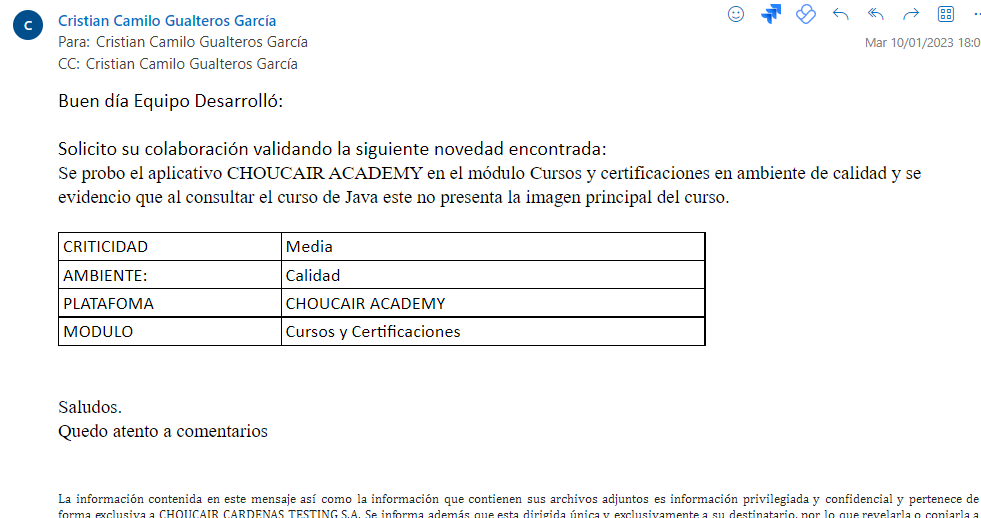 C
Cristian Camilo Gualteros García
Para: Cristian Camilo Gualteros García
Mar 10/01/2023 18:0
CC: Cristian Camilo Gualteros García
Buen día Equipo Desarrolló:
Solicito su colaboración validando la siguiente novedad encontrada:
Se probo el aplicativo CHOUCAIR ACADEMY en el módulo Cursos y certificaciones en ambiente de calidad y se
evidencio que al consultar el curso de Java este no presenta la imagen principal del curso.
CRITICIDAD Media
AMBIENTE: Calidad
PLATAFOMA CHOUCAIR ACADEMY
MODULO Cursos y Certificaciones
Saludos.
Quedo atento a comentarios
La información contenida en este mensaje así como la información que contienen sus archivos adjuntos es información privilegiada y confidencial y pertenece de
forma exclusiva a CHOUCAIR CARDENAS TESTING S.A. Se informa además que esta dirigida única y exclusivamente a su destinatario, por lo que revelarla o copiarla a